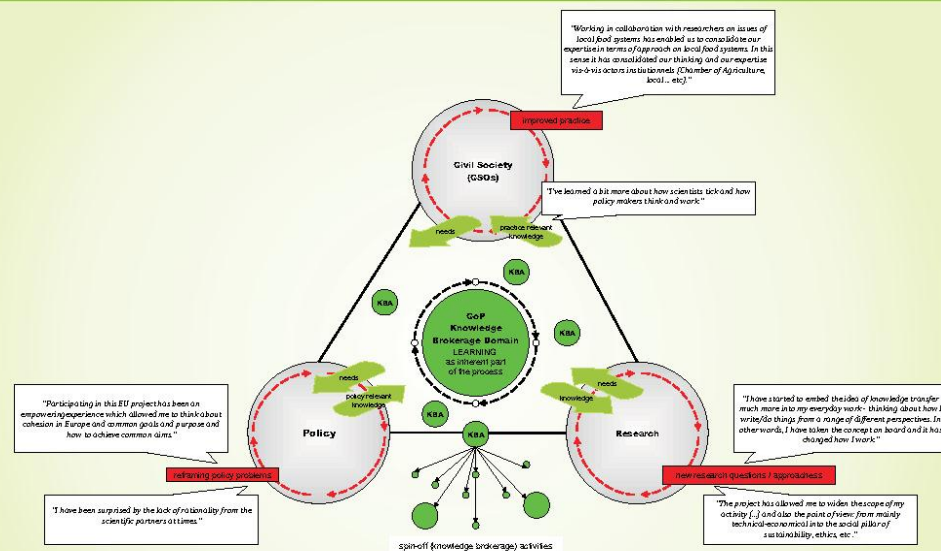 "Working in collaboration with researchers on issues of
local food systems has enabled us to consolidate our
expertise in terms of approach on local food systems. In this
sense it has consolidated our thinking and our expertise
vis-à-vis actors instiutionnels [Chamber of Agriculture,
local... etc]."
improved practice
Civil Society
(CSOs)
"I've learned a bit more about how scientists tick and how
policy makers think and work."
needs
practice relevant
knowledge
KBA
KBA
KBA
CoP
Knowledge
Brokerage Domain
LEARNING
as inherent part
of the process
needs
policy relevant
knowledge
needs
knowledge
KBA
KBA
Policy
Research
"Participating in this EU project has been an
empowering experience which allowed me to think about
cohesion in Europe and common goals and purpose and
how to achieve common aims."
reframing policy problems
"I have been surprised by the lack of rationality from the
scientific partners at times."
"I have started to embed the idea of knowledge transfer
much more into my everyday work - thinking about how I
write/do things from a range of different perspectives. In
other words, I have taken the concept on board and it has
changed how I work."
new research questions / approachess
"The project has allowed me to widen the scope of my
activity [...] and also the point of view: from mainly
technical-economical into the social pillar of
sustainability, ethics, etc."
spin-off (knowledge brokerage) activities